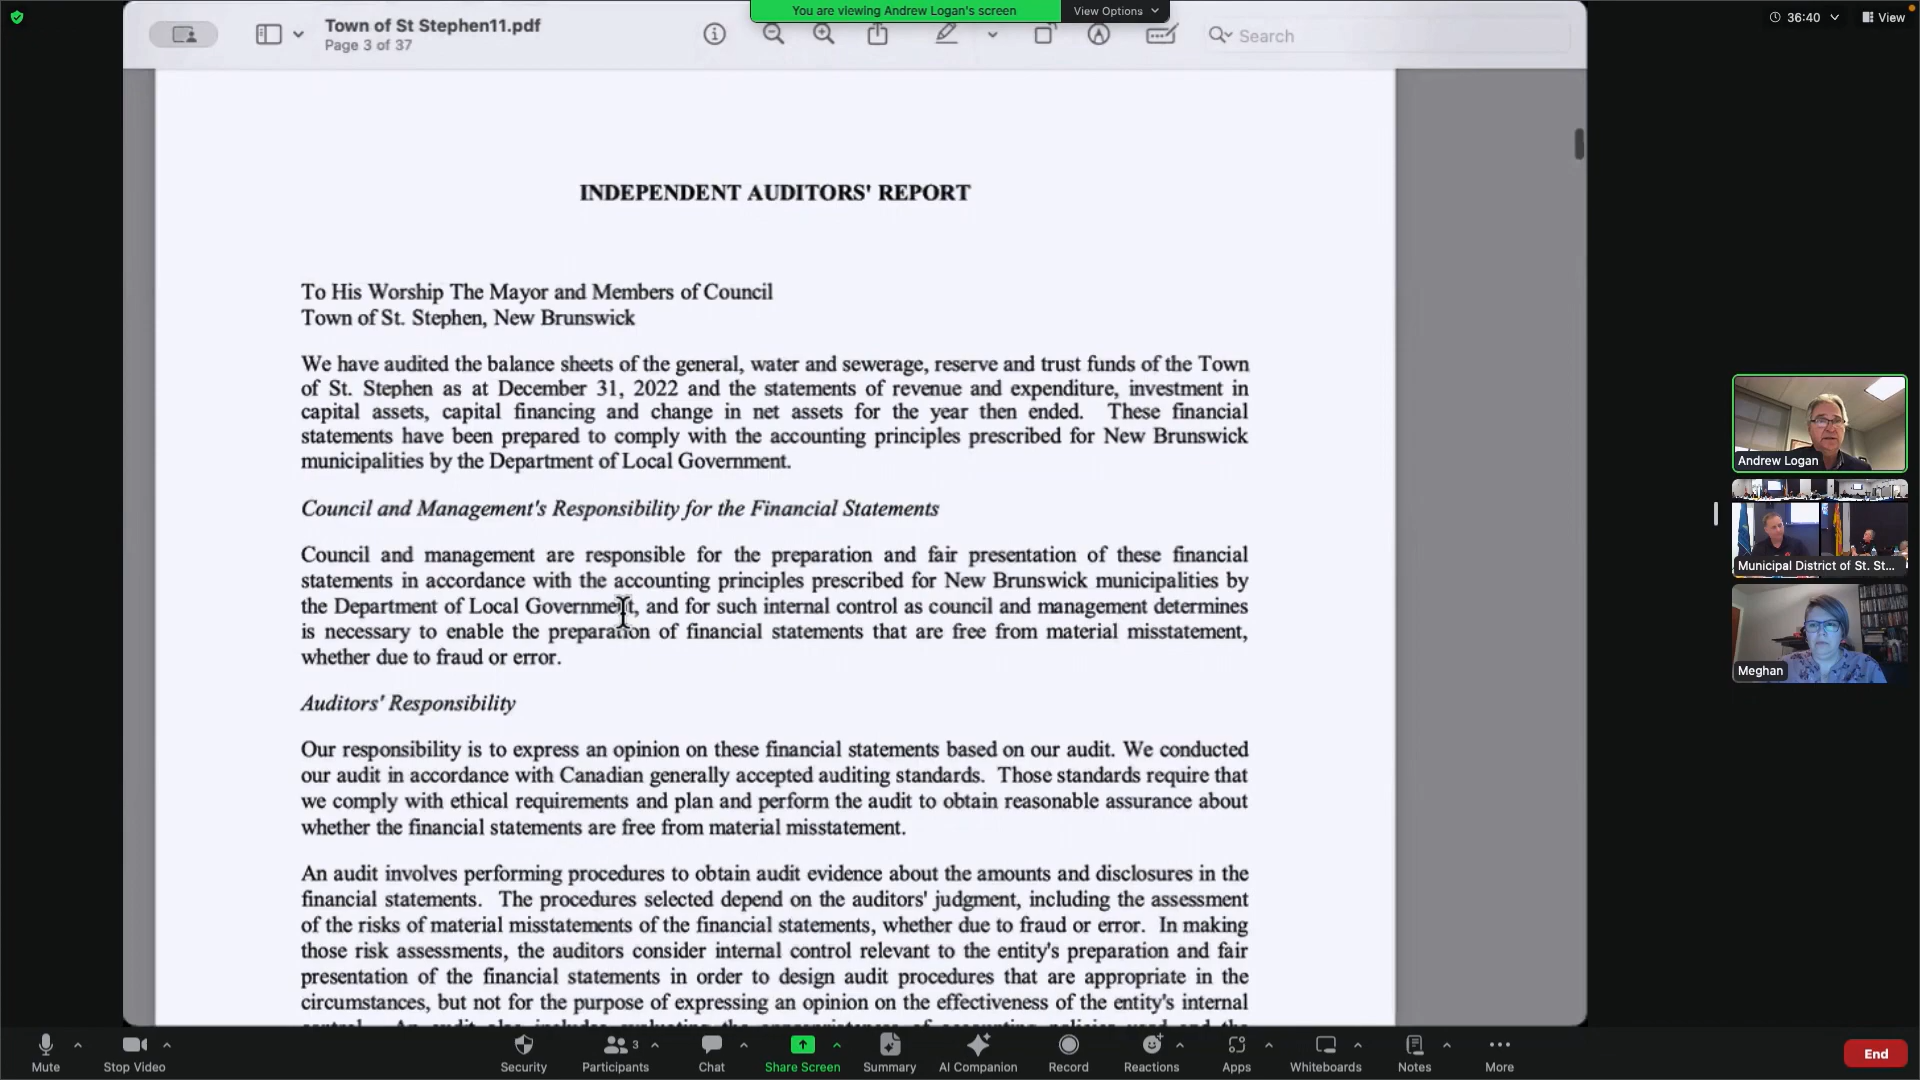 You are viewing Andrew Logan's screen
View Options
36:40
View
Town of St Stephen11.pdf
Page 3 of 37
Search
INDEPENDENT AUDITORS' REPORT
To His Worship The Mayor and Members of Council
Town of St. Stephen, New Brunswick
We have audited the balance sheets of the general, water and sewerage, reserve and trust funds of the Town
of St. Stephen as at December 31, 2022 and the statements of revenue and expenditure, investment in
capital assets, capital financing and change in net assets for the year then ended. These financial
statements have been prepared to comply with the accounting principles prescribed for New Brunswick
municipalities by the Department of Local Government.
Council and Management's Responsibility for the Financial Statements
Council and management are responsible for the preparation and fair presentation of these financial
statements in accordance with the accounting principles prescribed for New Brunswick municipalities by
the Department of Local Government, and for such internal control as council and management determines
is necessary to enable the preparation of financial statements that are free from material misstatement,
whether due to fraud or error.
Auditors' Responsibility
Our responsibility is to express an opinion on these financial statements based on our audit. We conducted
our audit in accordance with Canadian generally accepted auditing standards. Those standards require that
we comply with ethical requirements and plan and perform the audit to obtain reasonable assurance about
whether the financial statements are free from material misstatement.
An audit involves performing procedures to obtain audit evidence about the amounts and disclosures in the
financial statements. The procedures selected depend on the auditors' judgment, including the assessment
of the risks of material misstatements of the financial statements, whether due to fraud or error. In making
those risk assessments, the auditors consider internal control relevant to the entity's preparation and fair
presentation of the financial statements in order to design audit procedures that are appropriate in the
circumstances, but not for the purpose of expressing an opinion on the effectiveness of the entity's internal
Andrew Logan
Municipal District of St. St...
Meghan
Mute
Stop Video
Security
3
Participants
Chat
Share Screen
Summary
AI Companion
Record
Reactions
Apps
Whiteboards
Notes
More
End